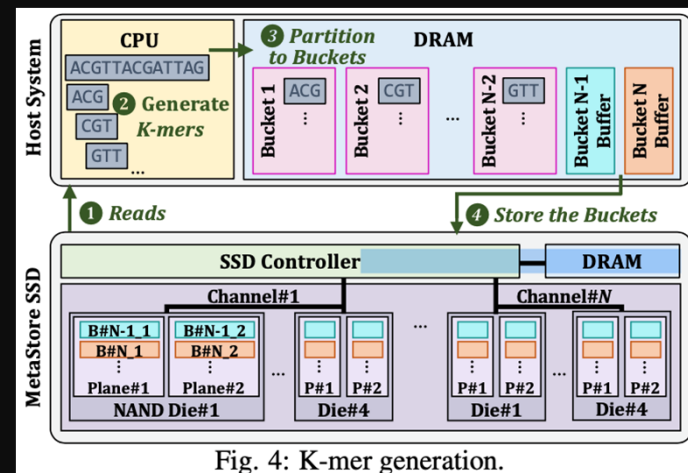 Host System
CPU
ACGTTACGATTAG
ACG
CGT
GTT
...
2 Generate
K-mers
3 Partition
to Buckets
DRAM
Bucket 1
ACG
⋮
Bucket 2
CGT
⋮
...
Bucket N-2
GTT
⋮
Bucket N-1
Buffer
Bucket N
Buffer
1 Reads
4 Store the Buckets
MetaStore SSD
SSD Controller
DRAM
Channel#1
Channel#N
B#N-1_1
B#N_1
⋮
Plane#1
B#N-1_2
B#N_2
⋮
Plane#2
NAND Die#1
...
⋮
P#1
⋮
P#2
Die#4
...
⋮
P#1
⋮
P#2
Die#1
...
⋮
P#1
⋮
P#2
Die#4
Fig. 4: K-mer generation.